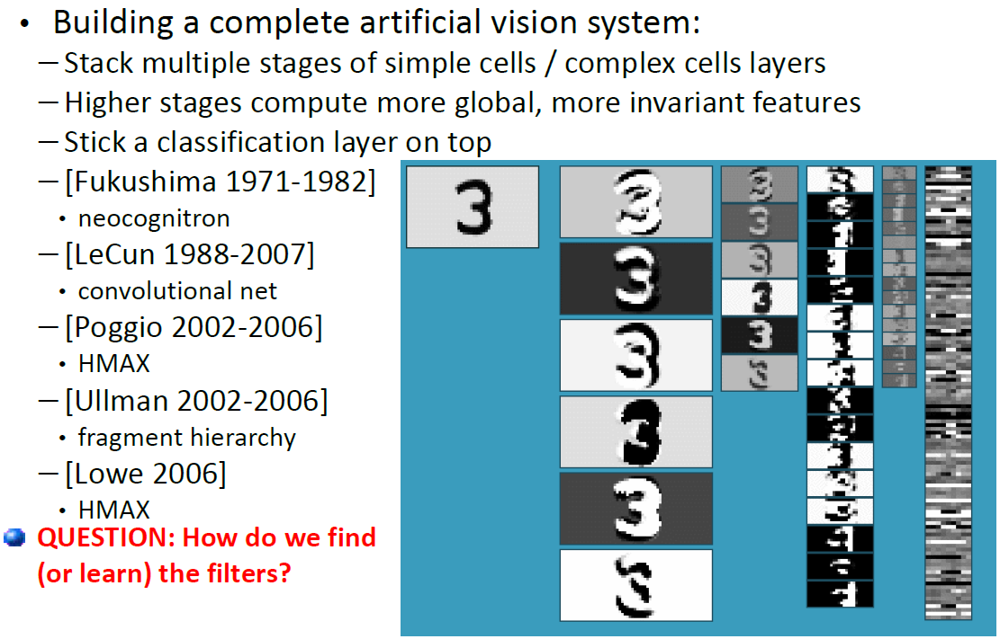 • Building a complete artificial vision system:
– Stack multiple stages of simple cells / complex cells layers
– Higher stages compute more global, more invariant features
– Stick a classification layer on top
– [Fukushima 1971-1982]
• neocognitron
– [LeCun 1988-2007]
• convolutional net
– [Poggio 2002-2006]
• HMAX
– [Ullman 2002-2006]
• fragment hierarchy
– [Lowe 2006]
• HMAX
QUESTION: How do we find
(or learn) the filters?
3